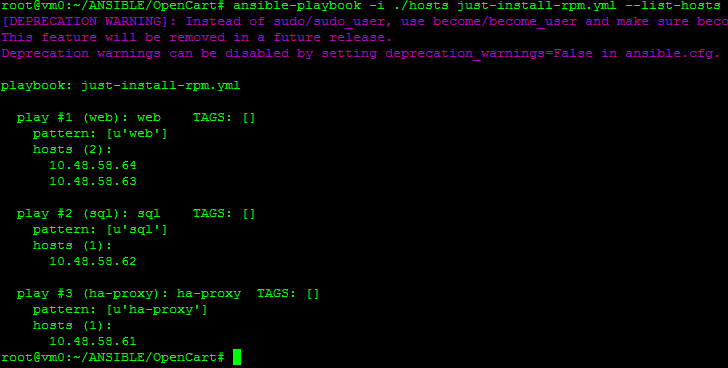 root@vm0:~/ANSIBLE/OpenCart# ansible-playbook -i ./hosts just-install-rpm.yml --list-hosts
[DEPRECATION WARNING]: Instead of sudo/sudo_user, use become/become_user and make sure beco
This feature will be removed in a future release.
Deprecation warnings can be disabled by setting deprecation_warnings=False in ansible.cfg.
playbook: just-install-rpm.yml
play #1 (web): web TAGS: []
pattern: [u'web']
hosts (2):
10.48.58.64
10.48.58.63
play #2 (sql): sql TAGS: []
pattern: [u'sql']
hosts (1):
10.48.58.62
play #3 (ha-proxy): ha-proxy TAGS: []
pattern: [u'ha-proxy']
hosts (1):
10.48.58.61
root@vm0:~/ANSIBLE/OpenCart#